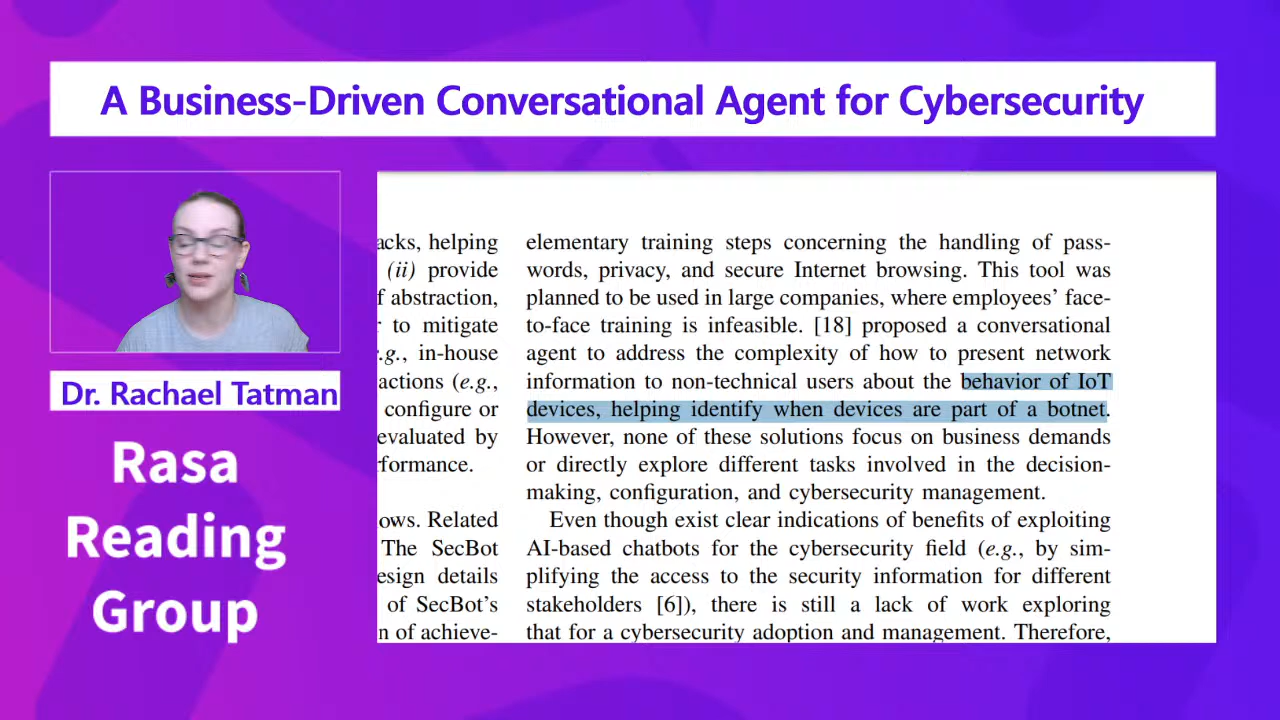 A Business-Driven Conversational Agent for Cybersecurity
Dr. Rachael Tatman
Rasa
Reading
Group
acks, helping
(ii) provide
f abstraction,
r to mitigate
.g., in-house
actions (e.g.,
configure or
evaluated by
rformance.
ows. Related
The SecBot
esign details
of SecBot's
n of achieve-
elementary training steps concerning the handling of pass-
words, privacy, and secure Internet browsing. This tool was
planned to be used in large companies, where employees' face-
to-face training is infeasible. [18] proposed a conversational
agent to address the complexity of how to present network
information to non-technical users about the behavior of IoT
devices, helping identify when devices are part of a botnet.
However, none of these solutions focus on business demands
or directly explore different tasks involved in the decision-
making, configuration, and cybersecurity management.
Even though exist clear indications of benefits of exploiting
AI-based chatbots for the cybersecurity field (e.g., by sim-
plifying the access to the security information for different
stakeholders [6]), there is still a lack of work exploring
that for a cybersecurity adoption and management. Therefore,